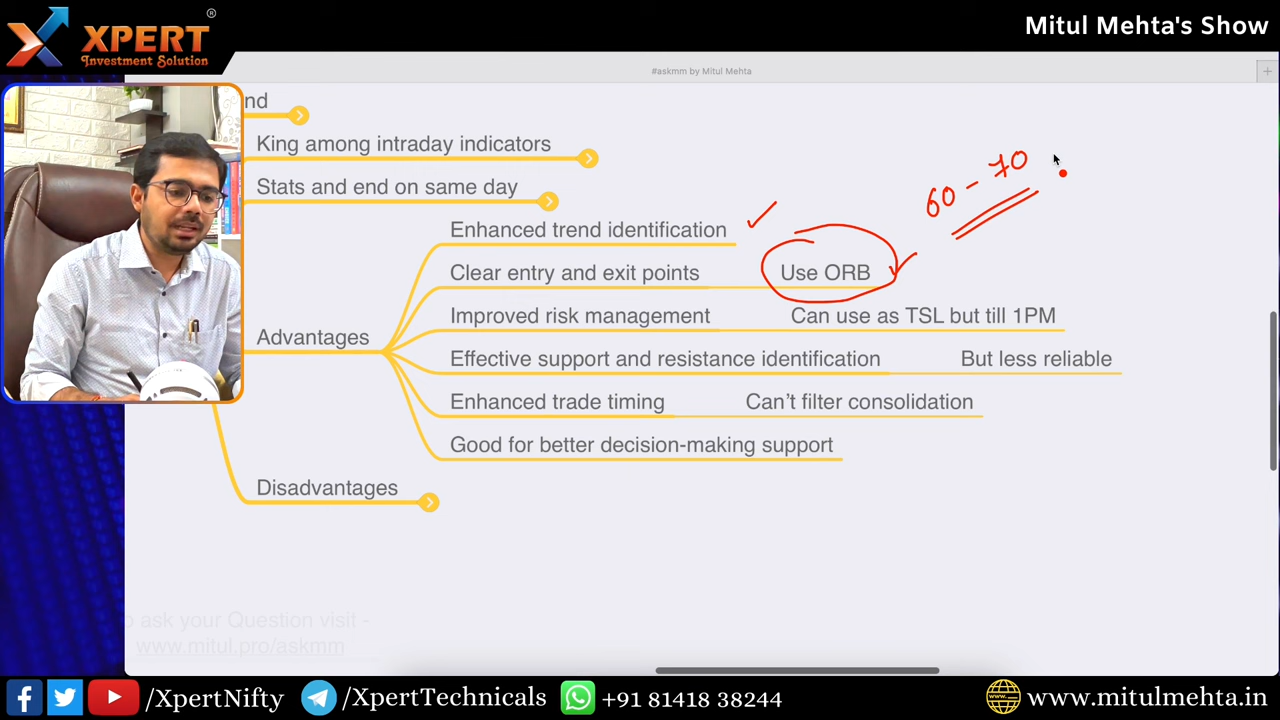 XPERT
Investment Solution
®
Mitul Mehta's Show
#askmm by Mitul Mehta
nd
King among intraday indicators
Stats and end on same day
Advantages
Enhanced trend identification
Clear entry and exit points
Use ORB
Improved risk management
Can use as TSL but till 1PM
Effective support and resistance identification
But less reliable
Enhanced trade timing
Can't filter consolidation
Good for better decision-making support
60 - 70
Disadvantages
o ask your Question visit -
www.mitul.pro/askmm
/XpertNifty
/XpertTechnicals
+91 81418 38244
www.mitulmehta.in